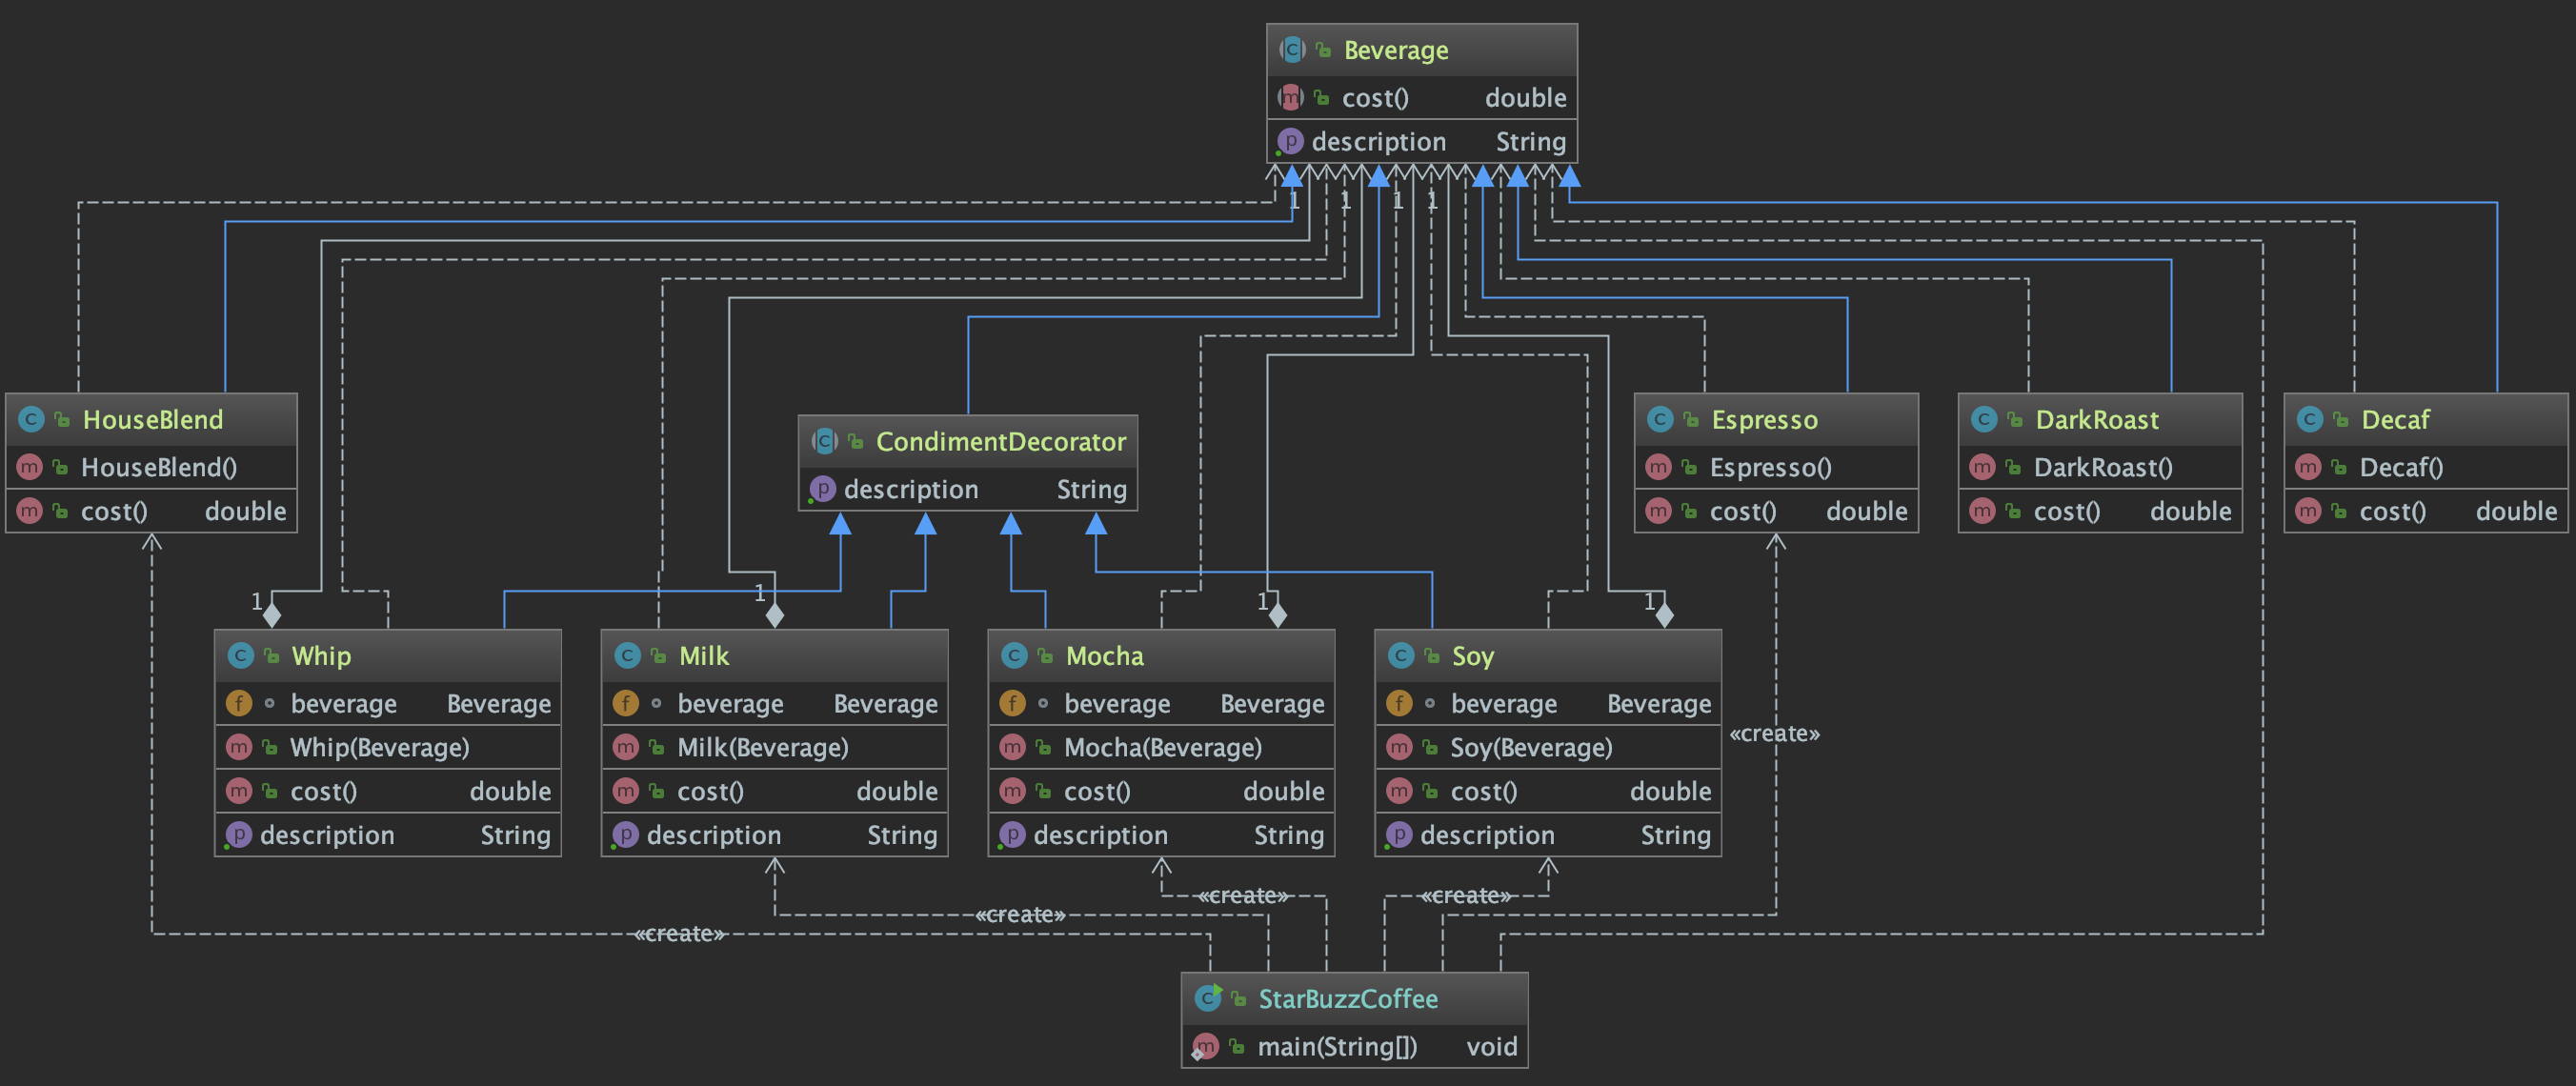 Beverage
cost() double
description String
1 1 1 1
HouseBlend
HouseBlend()
cost() double
CondimentDecorator
description String
Espresso
Espresso()
cost() double
DarkRoast
DarkRoast()
cost() double
Decaf
Decaf()
cost() double
1
1
1
1
Whip
beverage Beverage
Whip(Beverage)
cost() double
description String
Milk
beverage Beverage
Milk(Beverage)
cost() double
description String
Mocha
beverage Beverage
Mocha(Beverage)
cost() double
description String
Soy
beverage Beverage
Soy(Beverage)
cost() double
description String
«create»
«create»
«create»
«create»
«create»
StarBuzzCoffee
main(String[]) void